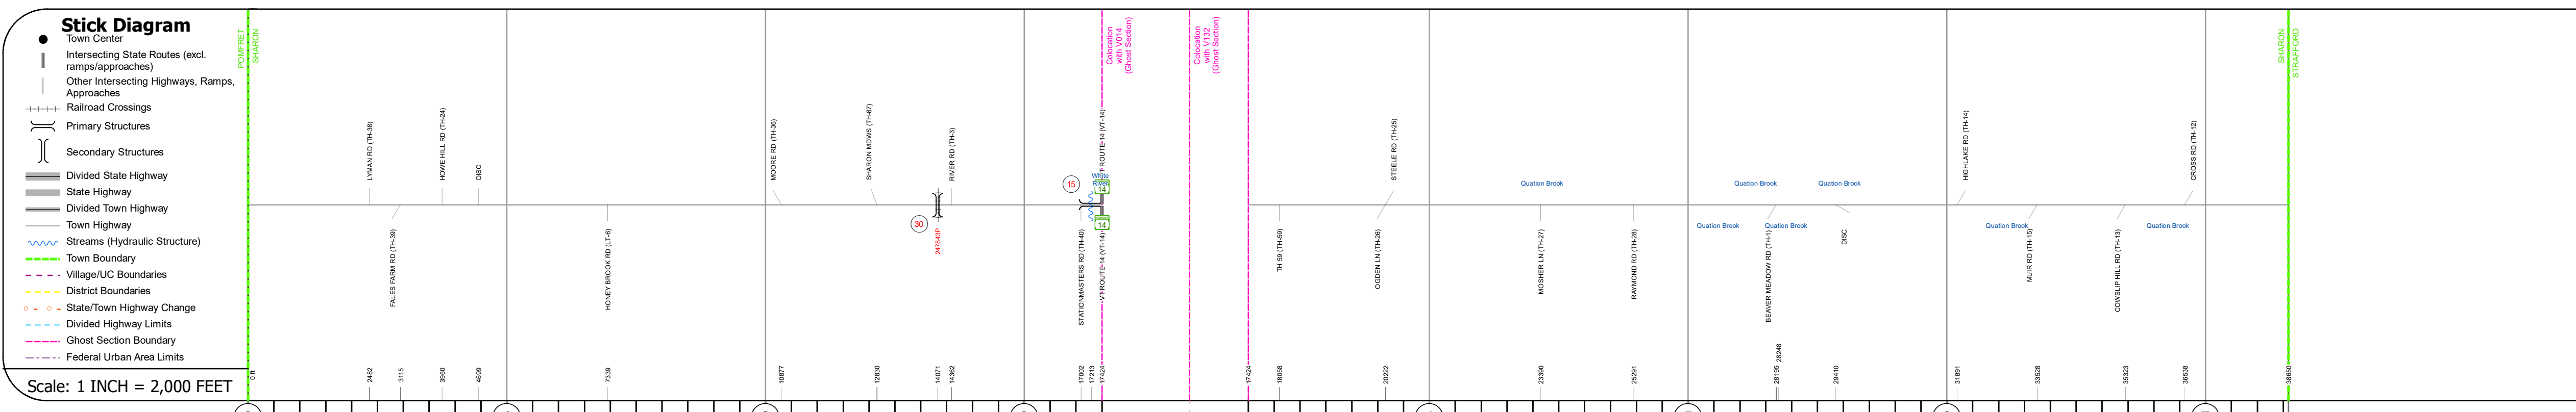 Stick Diagram
Town Center
Intersecting State Routes (excl.
ramps/approaches)
Other Intersecting Highways, Ramps,
Approaches
Railroad Crossings
Primary Structures
Secondary Structures
Divided State Highway
State Highway
Divided Town Highway
Town Highway
Streams (Hydraulic Structure)
Town Boundary
Village/UC Boundaries
District Boundaries
State/Town Highway Change
Divided Highway Limits
Ghost Section Boundary
Federal Urban Area Limits
Scale: 1 INCH = 2,000 FEET
POMFRET
SHARON
LYMAN RD (TH-38)
FALES FARM RD (TH-39)
HOWE HILL RD (TH-24)
DISC
HONEY BROOK RD (LT-6)
MOORE RD (TH-36)
SHARON MDWS (TH-67)
30
247843P
RIVER RD (TH-3)
15
STATIONMASTERS RD (TH-40)
White
River
VT ROUTE 14 (VT-14)
14
14
VT ROUTE 14 (VT-14)
Colocation
with V014
(Ghost Section)
Colocation
with V132
(Ghost Section)
TH 59 (TH-59)
OGDEN LN (TH-26)
STEELE RD (TH-25)
Quation Brook
MOSHER LN (TH-27)
RAYMOND RD (TH-28)
Quation Brook
Quation Brook
Quation Brook
BEAVER MEADOW RD (TH-1)
Quation Brook
DISC
HIGHLAKE RD (TH-14)
Quation Brook
MUIR RD (TH-15)
COWSLIP HILL RD (TH-13)
Quation Brook
CROSS RD (TH-12)
SHARON
STRAFFORD
0 ft
2482
3115
3960
4699
7339
10877
12830
14071
14362
17002
17213
17424
17424
18058
20222
23390
25291
28195
28248
29410
31891
33528
35323
36538
38650